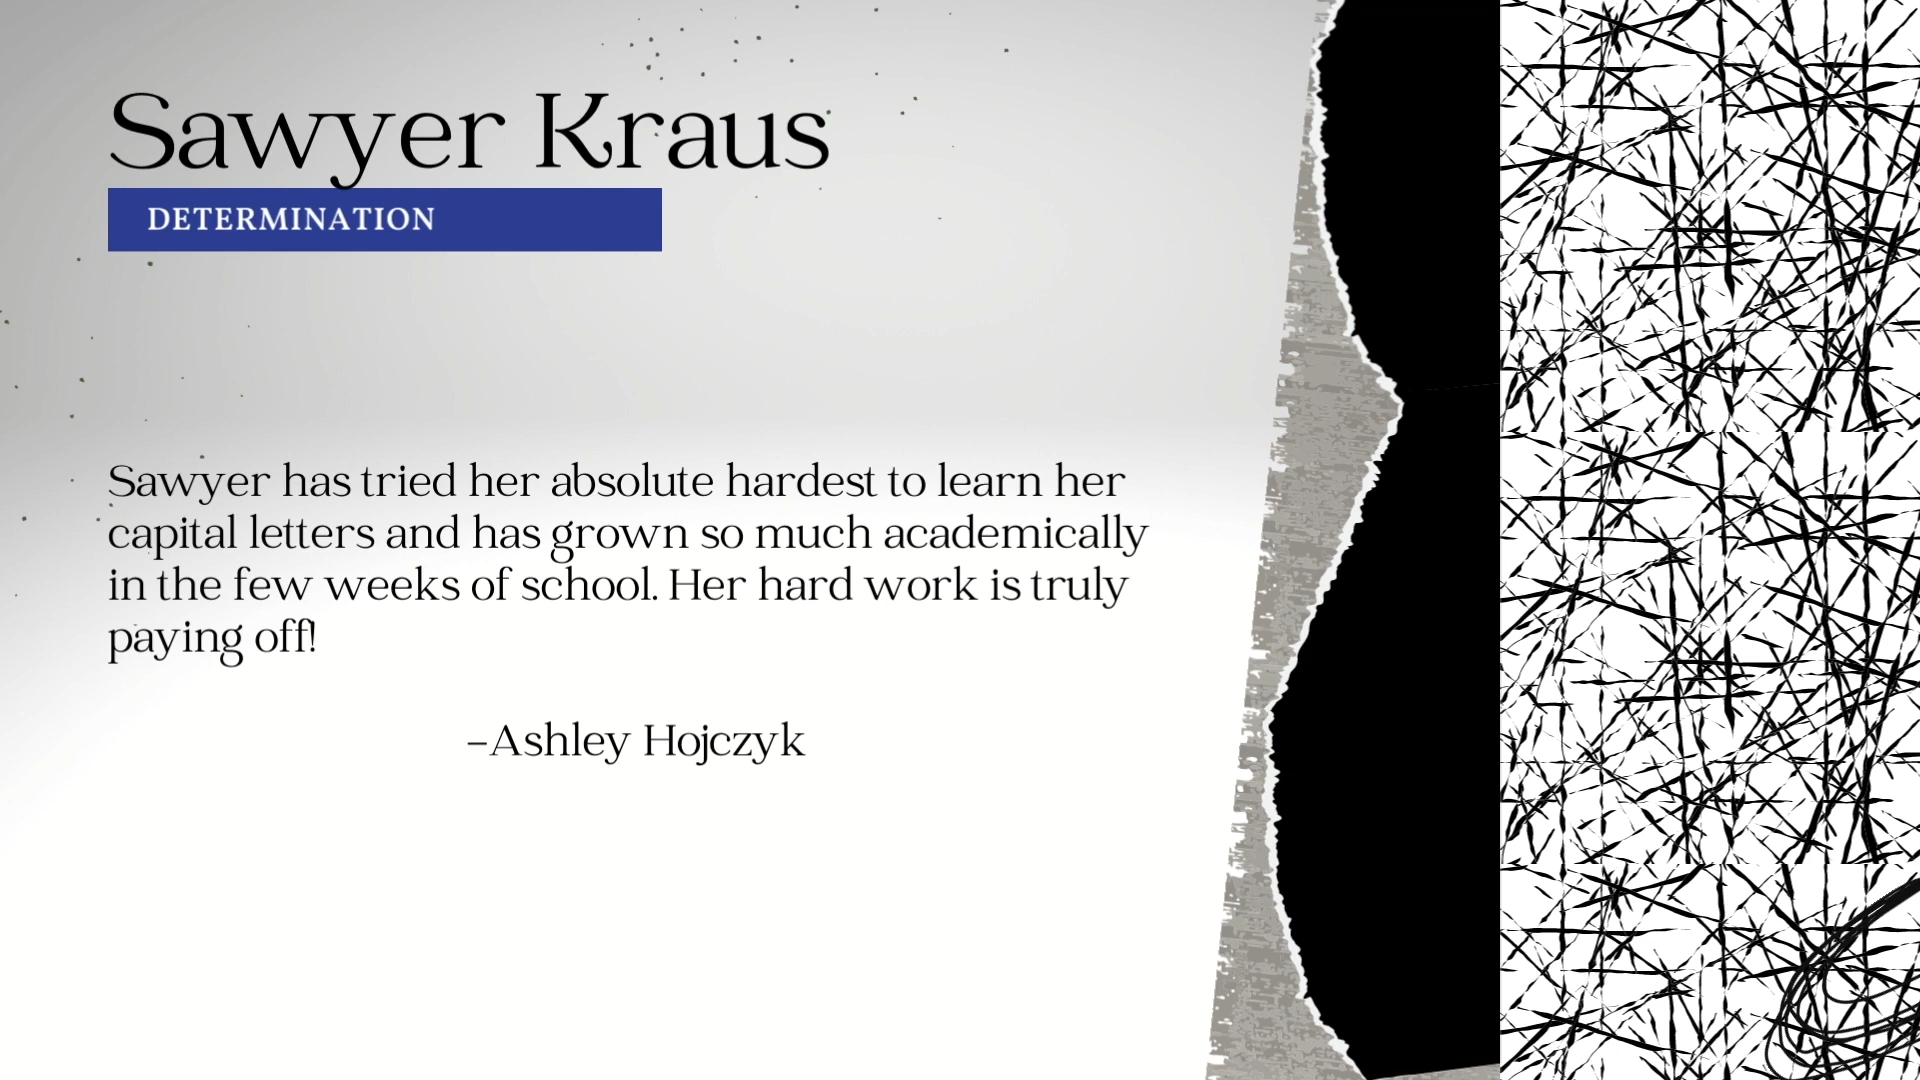 Sawyer Kraus
DETERMINATION
Sawyer has tried her absolute hardest to learn her
capital letters and has grown so much academically
in the few weeks of school. Her hard work is truly
paying off!
–Ashley Hojczyk